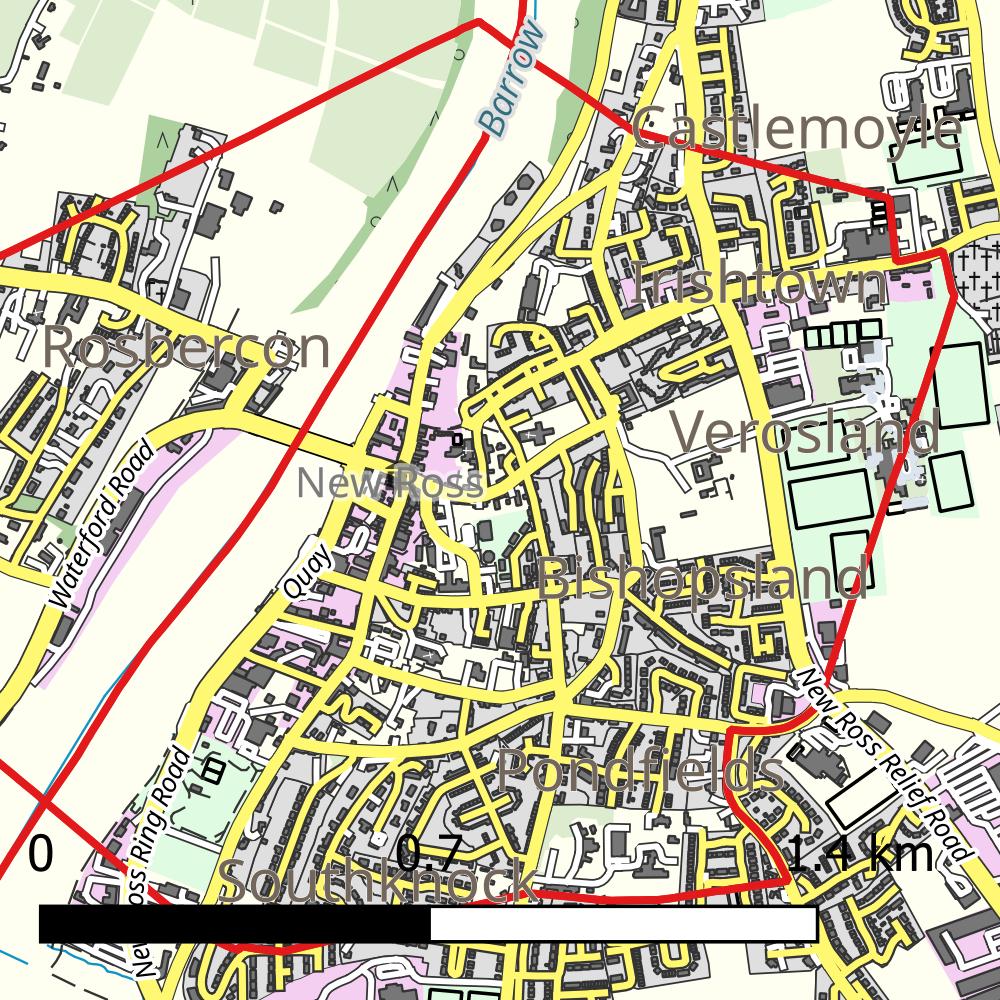 Barrow
Castlemoyle
Irishtown
Rosbercon
Verosland
New Ross
Waterford Road
Quay
Bishopsland
New Ross Relief Road
Pondfields
New Ross Ring Road
Southknock
0 0.7 1.4 km